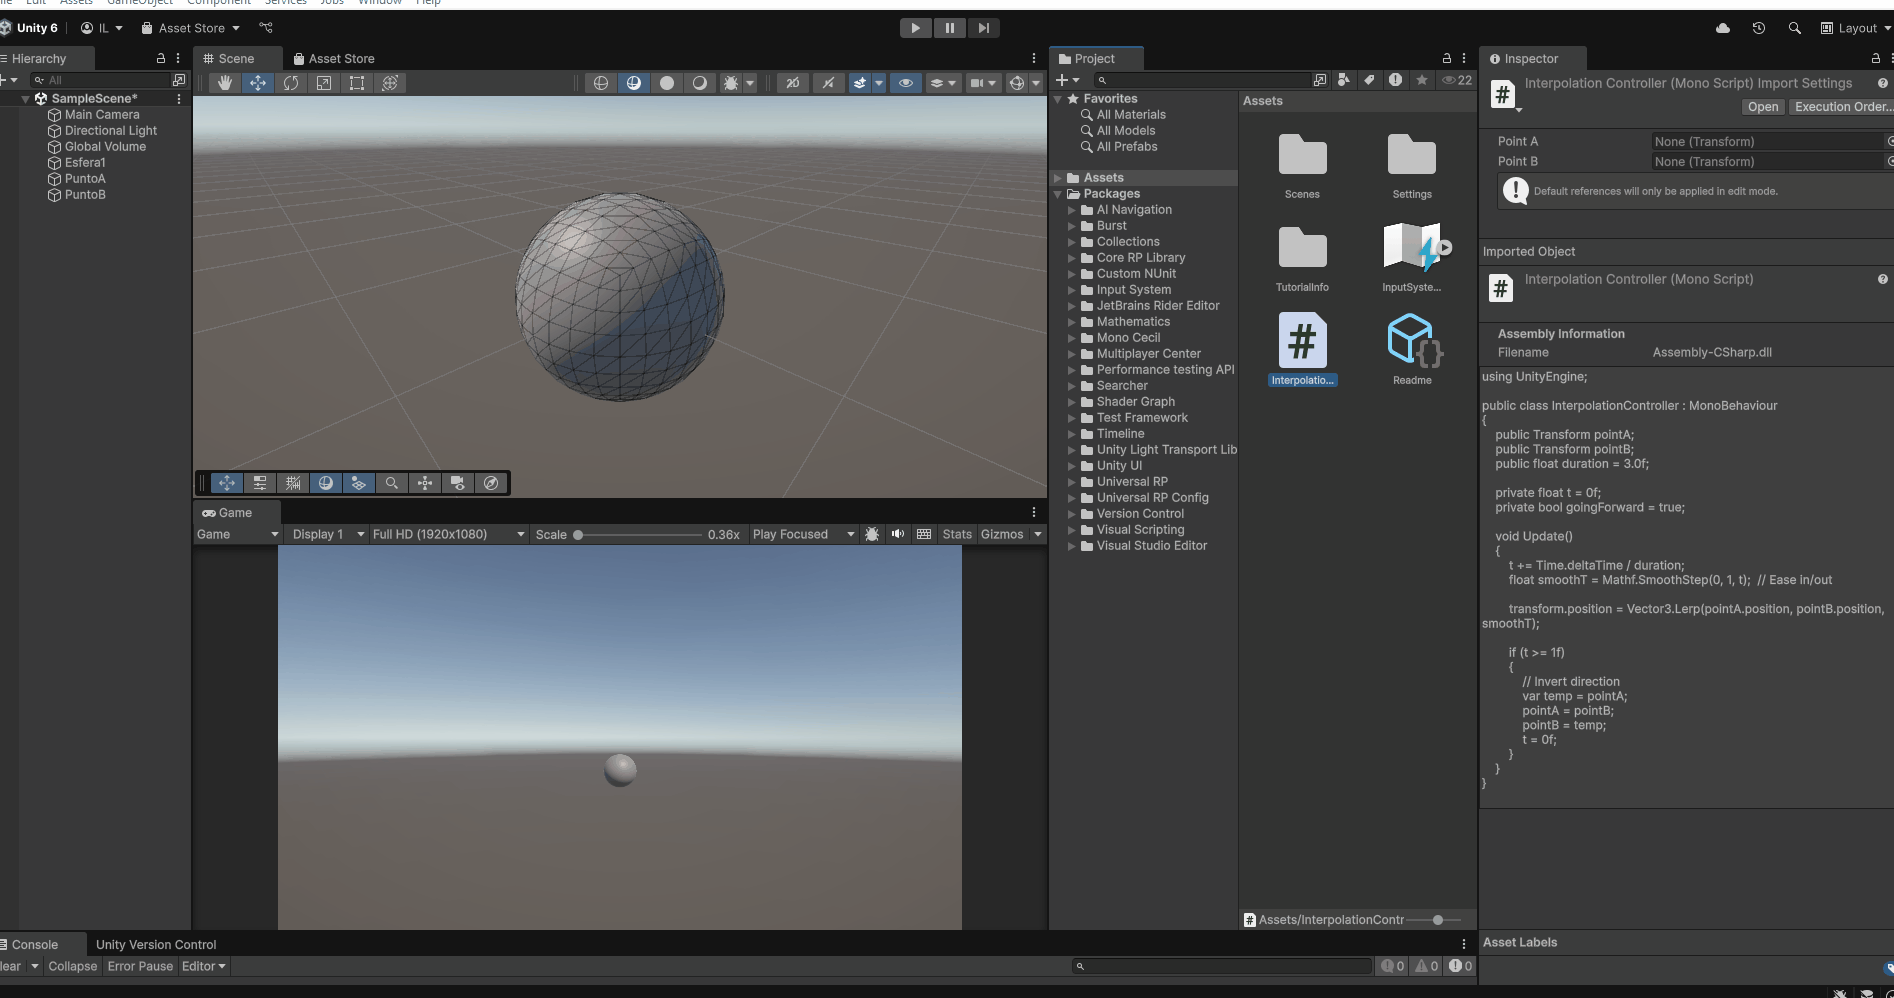 Edit Assets GameObject Component Services Jobs Window Help
Unity 6 IL Asset Store Layout
Hierarchy
All
SampleScene*
Main Camera
Directional Light
Global Volume
Esfera1
PuntoA
PuntoB
Scene Asset Store
2D
Game
Game Display 1 Full HD (1920x1080) Scale 0.36x Play Focused Stats Gizmos
Project
22
Favorites
All Materials
All Models
All Prefabs
Assets
Packages
AI Navigation
Burst
Collections
Core RP Library
Custom NUnit
Input System
JetBrains Rider Editor
Mathematics
Mono Cecil
Multiplayer Center
Performance testing API
Searcher
Shader Graph
Test Framework
Timeline
Unity Light Transport Lib
Unity UI
Universal RP
Universal RP Config
Version Control
Visual Scripting
Visual Studio Editor
Assets
Scenes Settings
TutorialInfo InputSyste...
Interpolatio... Readme
Assets/InterpolationContr
Inspector
Interpolation Controller (Mono Script) Import Settings
Open Execution Order...
Point A None (Transform)
Point B None (Transform)
Default references will only be applied in edit mode.
Imported Object
Interpolation Controller (Mono Script)
Assembly Information
Filename Assembly-CSharp.dll
using UnityEngine;
public class InterpolationController : MonoBehaviour
{
public Transform pointA;
public Transform pointB;
public float duration = 3.0f;
private float t = 0f;
private bool goingForward = true;
void Update()
{
t += Time.deltaTime / duration;
float smoothT = Mathf.SmoothStep(0, 1, t); // Ease in/out
transform.position = Vector3.Lerp(pointA.position, pointB.position,
smoothT);
if (t >= 1f)
{
// Invert direction
var temp = pointA;
pointA = pointB;
pointB = temp;
t = 0f;
}
}
}
Asset Labels
Console Unity Version Control
lear Collapse Error Pause Editor 0 0 0